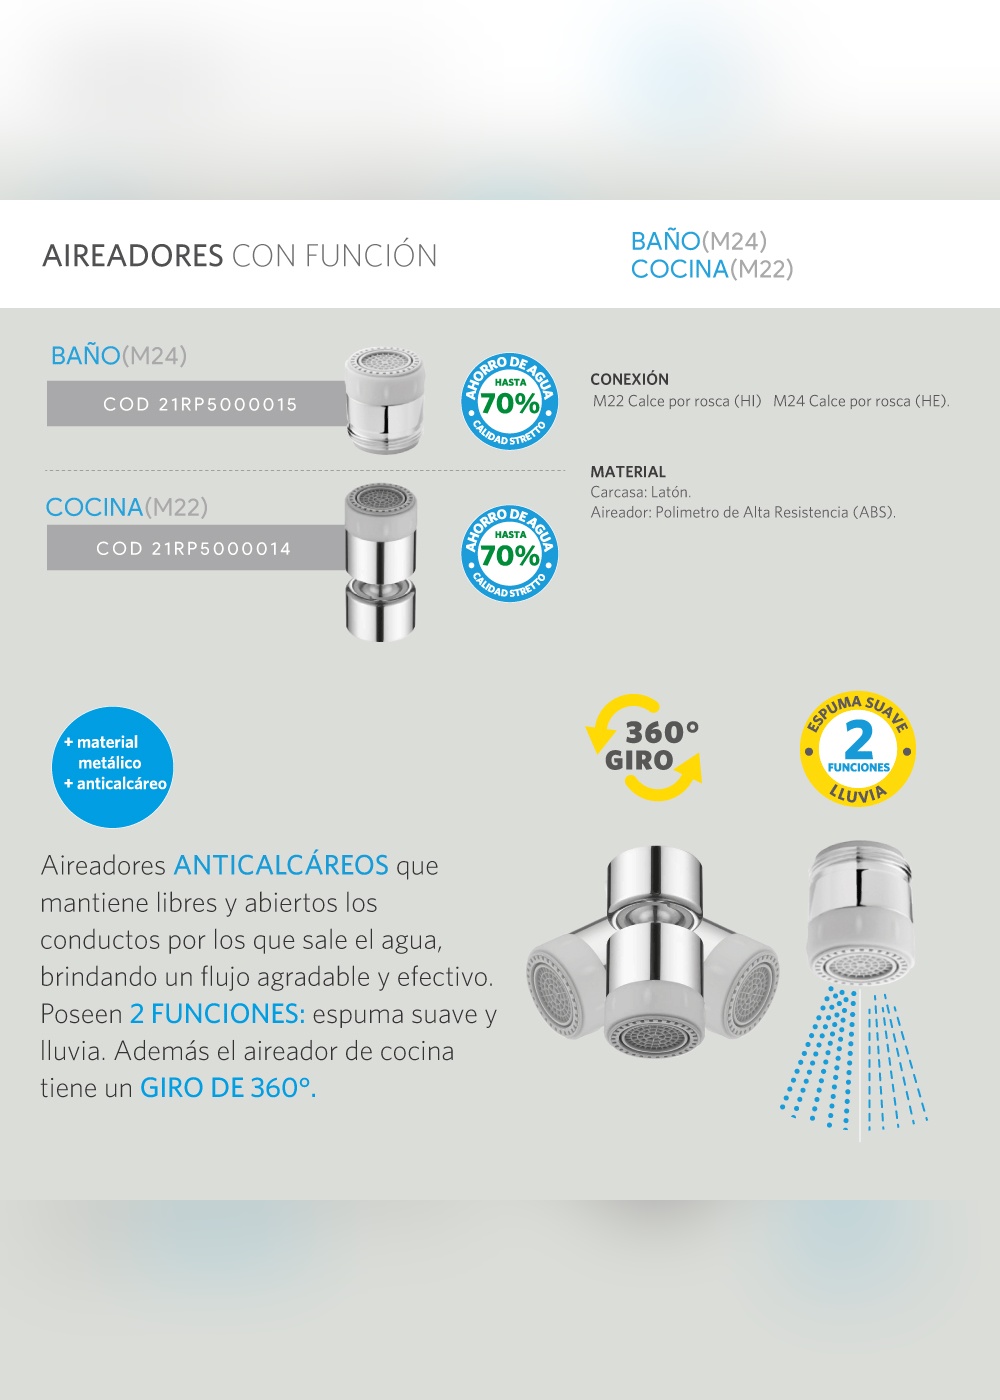 AIREADORES CON FUNCIÓN
BAÑO(M24)
COCINA(M22)
BAÑO(M24)
COD 21RP5000015
AHORRO DE AGUA
HASTA
70%
CALIDAD STRETTO
CONEXIÓN
M22 Calce por rosca (HI) M24 Calce por rosca (HE).
MATERIAL
Carcasa: Latón.
Aireador: Polimetro de Alta Resistencia (ABS).
COCINA(M22)
COD 21RP5000014
AHORRO DE AGUA
HASTA
70%
CALIDAD STRETTO
+ material
metálico
+ anticalcáreo
360°
GIRO
ESPUMA SUAVE
2
FUNCIONES
LLUVIA
Aireadores ANTICALCÁREOS que
mantiene libres y abiertos los
conductos por los que sale el agua,
brindando un flujo agradable y efectivo.
Poseen 2 FUNCIONES: espuma suave y
lluvia. Además el aireador de cocina
tiene un GIRO DE 360°.